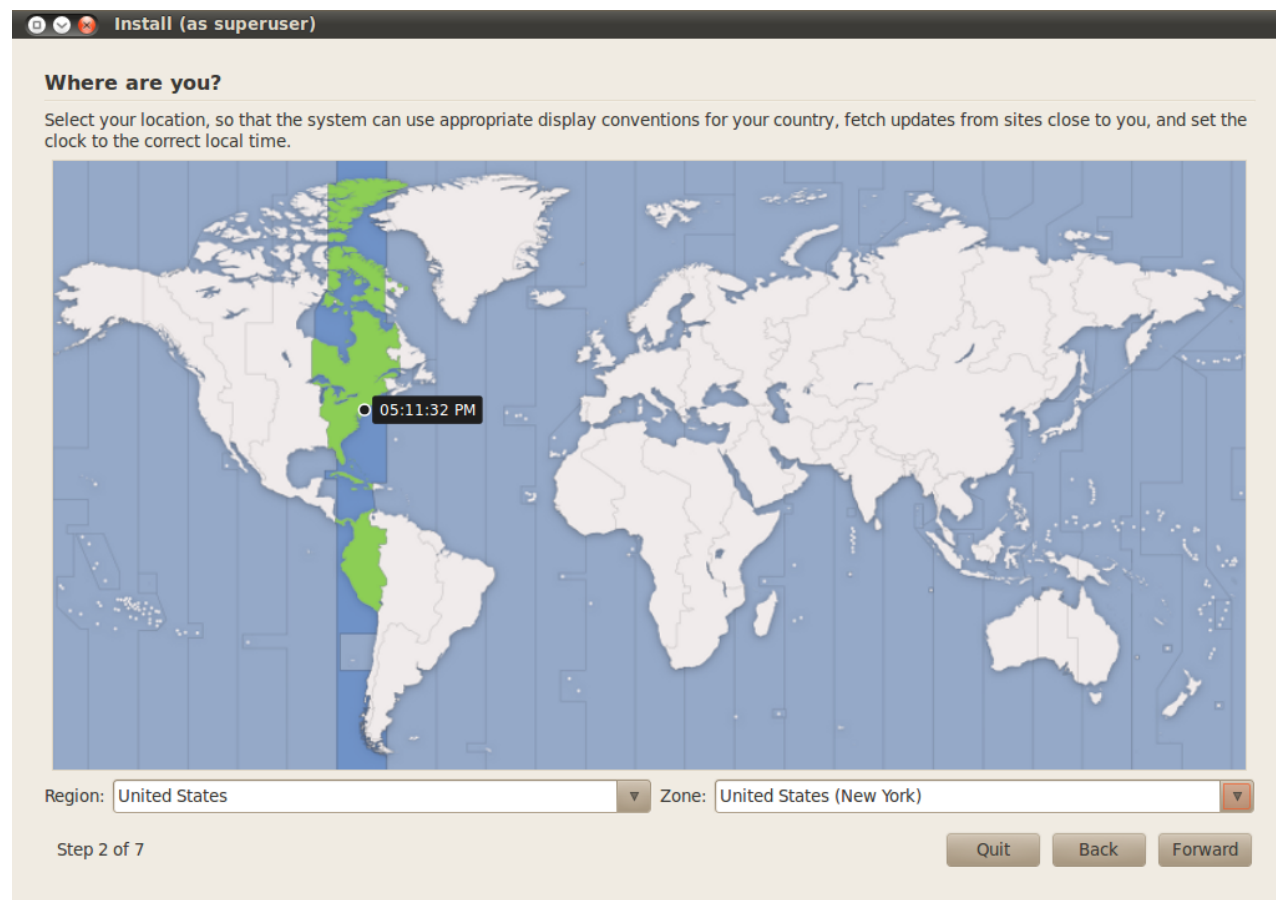 Install (as superuser)
Where are you?
Select your location, so that the system can use appropriate display conventions for your country, fetch updates from sites close to you, and set the
clock to the correct local time.
05:11:32 PM
Region: United States Zone: United States (New York)
Step 2 of 7 Quit Back Forward